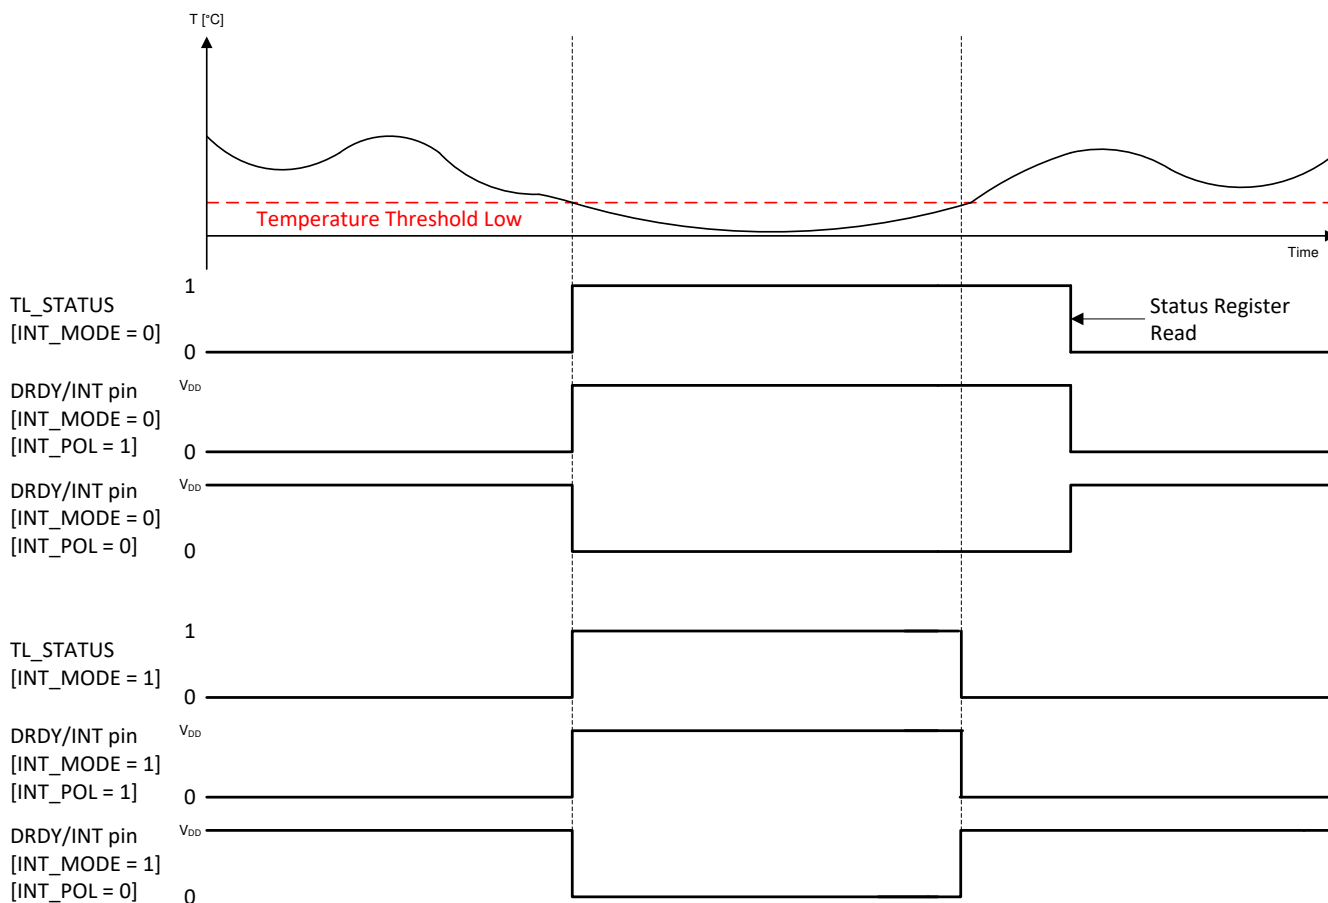 T [°C]
Temperature Threshold Low
Time
TL_STATUS
[INT_MODE = 0]
1
0
Status Register
Read
DRDY/INT pin
[INT_MODE = 0]
[INT_POL = 1]
VDD
0
DRDY/INT pin
[INT_MODE = 0]
[INT_POL = 0]
VDD
0
TL_STATUS
[INT_MODE = 1]
1
0
DRDY/INT pin
[INT_MODE = 1]
[INT_POL = 1]
VDD
0
DRDY/INT pin
[INT_MODE = 1]
[INT_POL = 0]
VDD
0